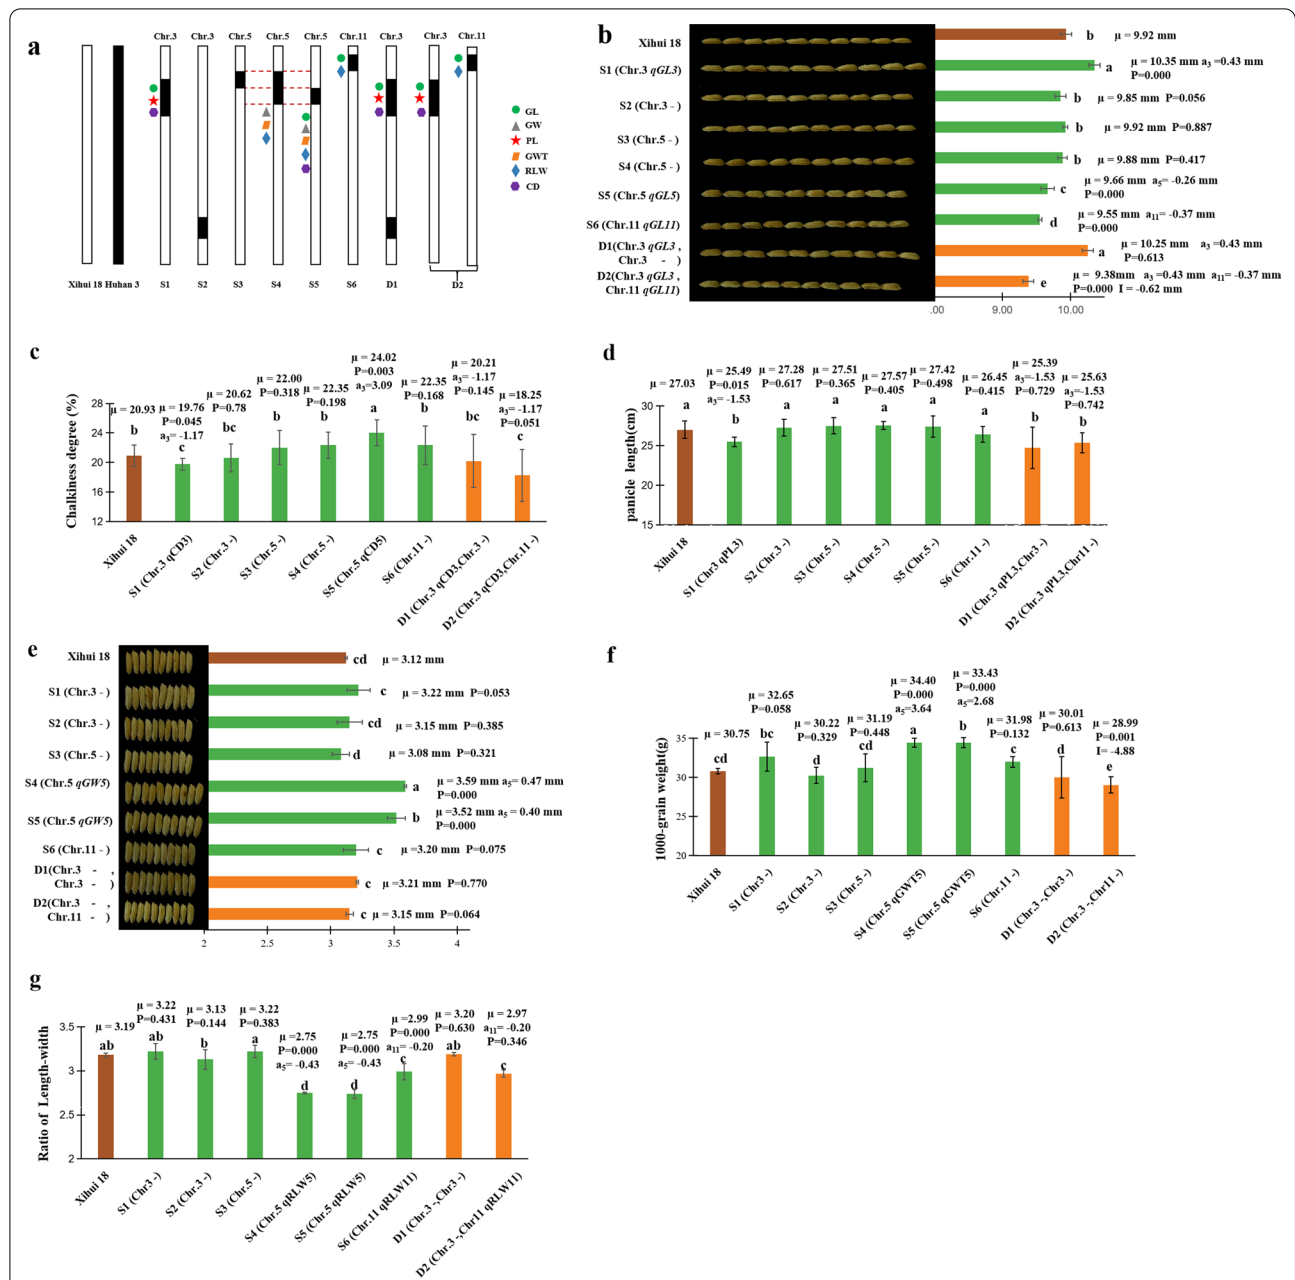 a
Chr.3 Chr.3 Chr.5 Chr.5 Chr.5 Chr.11 Chr.3 Chr.3 Chr.11
GL
GW
PL
GWT
RLW
CD
Xihui 18 Huhan 3 S1 S2 S3 S4 S5 S6 D1 D2
b
Xihui 18
S1 (Chr.3 qGL3)
S2 (Chr.3 -)
S3 (Chr.5 -)
S4 (Chr.5 -)
S5 (Chr.5 qGL5)
S6 (Chr.11 qGL11)
D1(Chr.3 qGL3 ,
Chr.3 - )
D2(Chr.3 qGL3 ,
Chr.11 qGL11)
b μ = 9.92 mm
a μ = 10.35 mm a₃ =0.43 mm
P=0.000
b μ = 9.85 mm P=0.056
b μ = 9.92 mm P=0.887
b μ = 9.88 mm P=0.417
c μ = 9.66 mm a₅= -0.26 mm
P=0.000
d μ = 9.55 mm a₁₁= -0.37 mm
P=0.000
a μ = 10.25 mm a₃ =0.43 mm
P=0.613
e μ = 9.38mm a₃ =0.43 mm a₁₁= -0.37 mm
P=0.000 I = -0.62 mm
.00 9.00 10.00
c
Chalkiness degree (%)
28
24
20
16
12
μ = 20.93
b
μ = 19.76
P=0.045
a₃= -1.17
c
μ = 20.62
P=0.78
bc
μ = 22.00
P=0.318
b
μ = 22.35
P=0.198
b
μ = 24.02
P=0.003
a₃= 3.09
a
μ = 22.35
P=0.168
b
μ = 20.21
a₃= -1.17
P=0.145
bc
μ =18.25
a₃= -1.17
P=0.051
c
Xihui 18
S1 (Chr.3 qCD3)
S2 (Chr.3 -)
S3 (Chr.5 -)
S4 (Chr.5 -)
S5 (Chr.5 qCD5)
S6 (Chr.11 -)
D1 (Chr.3 qCD3,Chr.3 -)
D2 (Chr.3 qCD3,Chr.11 -)
d
panicle length(cm)
30
25
20
15
μ = 27.03
a
μ = 25.49
P=0.015
a₃= -1.53
b
μ = 27.28
P=0.617
a
μ = 27.51
P=0.365
a
μ = 27.57
P=0.405
a
μ = 27.42
P=0.498
a
μ = 26.45
P=0.415
a
μ = 25.39
a₃=-1.53
P=0.729
b
μ = 25.63
a₃=-1.53
P=0.742
b
Xihui 18
S1 (Chr3 qPL3)
S2 (Chr.3 -)
S3 (Chr.5 -)
S4 (Chr.5 -)
S5 (Chr.5 -)
S6 (Chr.11 -)
D1 (Chr.3 qPL3,Chr3 -)
D2 (Chr.3 qPL3,Chr11 -)
e
Xihui 18
S1 (Chr.3 -)
S2 (Chr.3 -)
S3 (Chr.5 -)
S4 (Chr.5 qGW5)
S5 (Chr.5 qGW5)
S6 (Chr.11 -)
D1(Chr.3 - ,
Chr.3 - )
D2(Chr.3 - ,
Chr.11 - )
cd μ = 3.12 mm
c μ = 3.22 mm P=0.053
cd μ = 3.15 mm P=0.385
d μ = 3.08 mm P=0.321
a μ = 3.59 mm a₅ = 0.47 mm
P=0.000
b μ =3.52 mm a₅ = 0.40 mm
P=0.000
c μ =3.20 mm P=0.075
c μ =3.21 mm P=0.770
c μ = 3.15 mm P=0.064
2 2.5 3 3.5 4
f
1000-grain weight(g)
35
30
25
20
μ = 30.75
cd
μ = 32.65
P=0.058
bc
μ = 30.22
P=0.329
d
μ = 31.19
P=0.448
cd
μ = 34.40
P=0.000
a₅=3.64
a
μ = 33.43
P=0.000
a₅=2.68
b
μ = 31.98
P=0.132
c
μ = 30.01
P=0.613
d
μ = 28.99
P=0.001
I= -4.88
e
Xihui 18
S1 (Chr.3 -)
S2 (Chr.3 -)
S3 (Chr.5 -)
S4 (Chr.5 qGWT5)
S5 (Chr.5 qGWT5)
S6 (Chr.11 -)
D1 (Chr.3 -,Chr3 -)
D2 (Chr.3 -,Chr11 -)
g
Ratio of Length-width
3.5
3
2.5
2
μ = 3.19
ab
μ = 3.22
P=0.431
ab
μ = 3.13
P=0.144
b
μ = 3.22
P=0.383
a
μ =2.75
P=0.000
a₅= -0.43
d
μ =2.75
P=0.000
a₅= -0.43
d
μ =2.99
P=0.000
a₁₁= -0.20
c
μ = 3.20
P=0.630
ab
μ = 2.97
a₁₁= -0.20
P=0.346
c
Xihui 18
S1 (Chr3 -)
S2 (Chr.3 -)
S3 (Chr.5 -)
S4 (Chr.5 qRLW5)
S5 (Chr.5 qRLW5)
S6 (Chr.11 qRLW11)
D1 (Chr.3 -,Chr3 -)
D2 (Chr.3 -,Chr11 qRLW11)